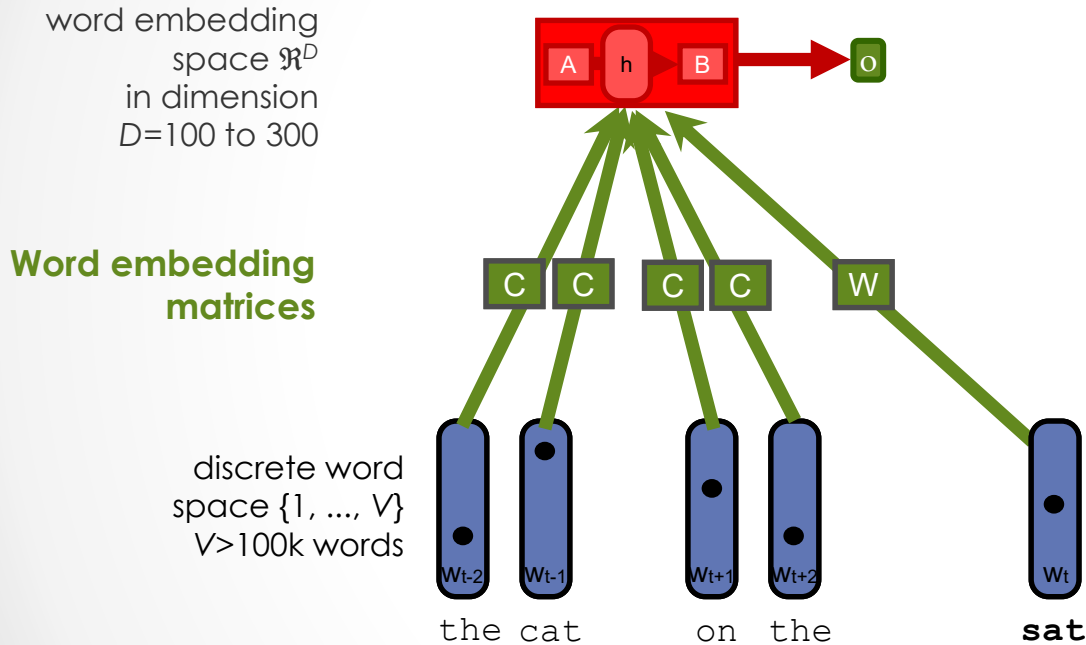 word embedding
space ℜD
in dimension
D=100 to 300
A h B o
Word embedding
matrices
C C C C W
discrete word
space {1, ..., V}
V>100k words
wt-2 wt-1 wt+1 wt+2 wt
the cat on the sat